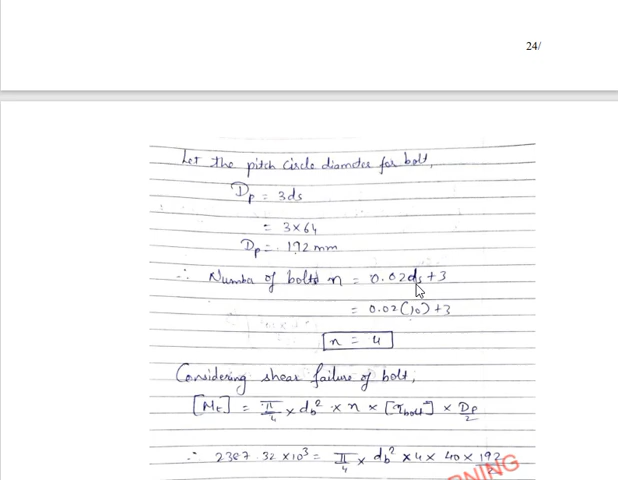 24/
Let the pitch circle diameter for bolt,
Dp = 3ds
= 3×64
Dp = 192 mm
∴ Number of bolts n = 0.02ds + 3
= 0.02(10) + 3
n = 4
Considering shear failure of bolt,
[Mt] = π/4 × db² × n × [τbolt] × Dp/2
∴ 2387.32 × 10³ = π/4 × db² × 4 × 40 × 192